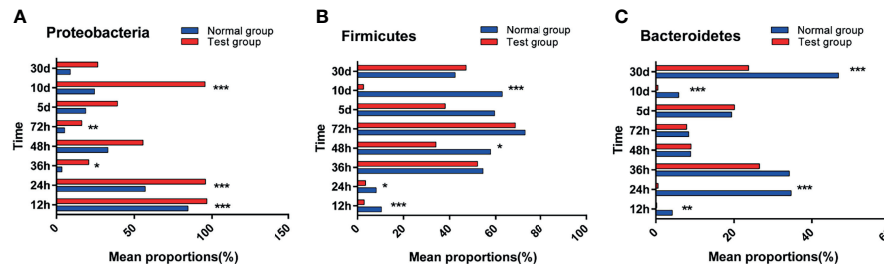 A
Proteobacteria
Normal group
Test group
30d
10d
5d
72h
48h
36h
24h
12h
Time
***
**
*
***
***
0
50
100
150
Mean proportions(%)
B
Firmicutes
Normal group
Test group
30d
10d
5d
72h
48h
36h
24h
12h
Time
***
*
*
***
0
20
40
60
80
100
Mean proportions(%)
C
Bacteroidetes
Normal group
Test group
30d
10d
5d
72h
48h
36h
24h
12h
Time
***
***
***
**
0
20
40
Mean proportions(%)